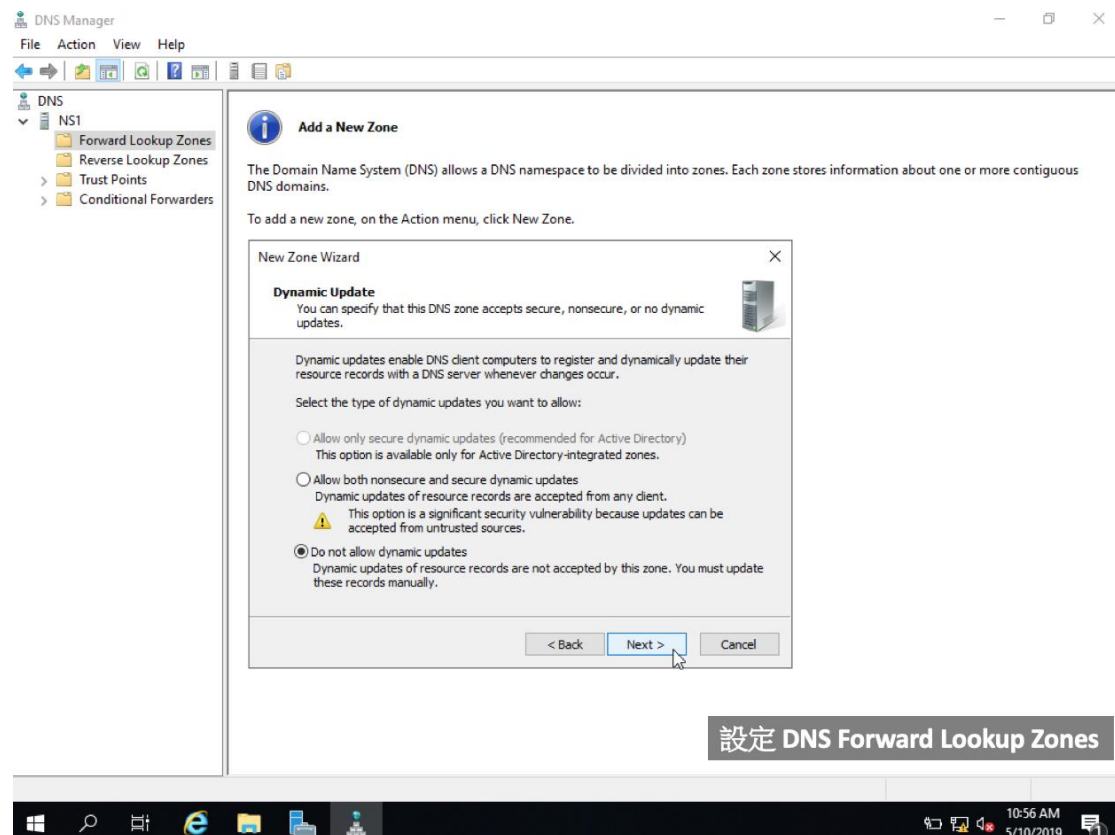 DNS Manager
File Action View Help
DNS
NS1
Forward Lookup Zones
Reverse Lookup Zones
Trust Points
Conditional Forwarders
Add a New Zone
The Domain Name System (DNS) allows a DNS namespace to be divided into zones. Each zone stores information about one or more contiguous
DNS domains.
To add a new zone, on the Action menu, click New Zone.
New Zone Wizard
Dynamic Update
You can specify that this DNS zone accepts secure, nonsecure, or no dynamic
updates.
Dynamic updates enable DNS client computers to register and dynamically update their
resource records with a DNS server whenever changes occur.
Select the type of dynamic updates you want to allow:
Allow only secure dynamic updates (recommended for Active Directory)
This option is available only for Active Directory-integrated zones.
Allow both nonsecure and secure dynamic updates
Dynamic updates of resource records are accepted from any client.
This option is a significant security vulnerability because updates can be
accepted from untrusted sources.
Do not allow dynamic updates
Dynamic updates of resource records are not accepted by this zone. You must update
these records manually.
< Back Next > Cancel
設定 DNS Forward Lookup Zones
10:56 AM
5/10/2019